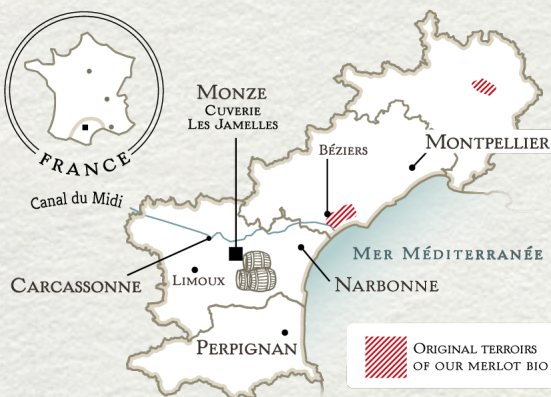 FRANCE
MONZE
CUVERIE
LES JAMELLES
BÉZIERS
MONTPELLIER
Canal du Midi
MER MÉDITERRANÉE
CARCASSONNE
LIMOUX
NARBONNE
PERPIGNAN
ORIGINAL TERROIRS
OF OUR MERLOT BIO